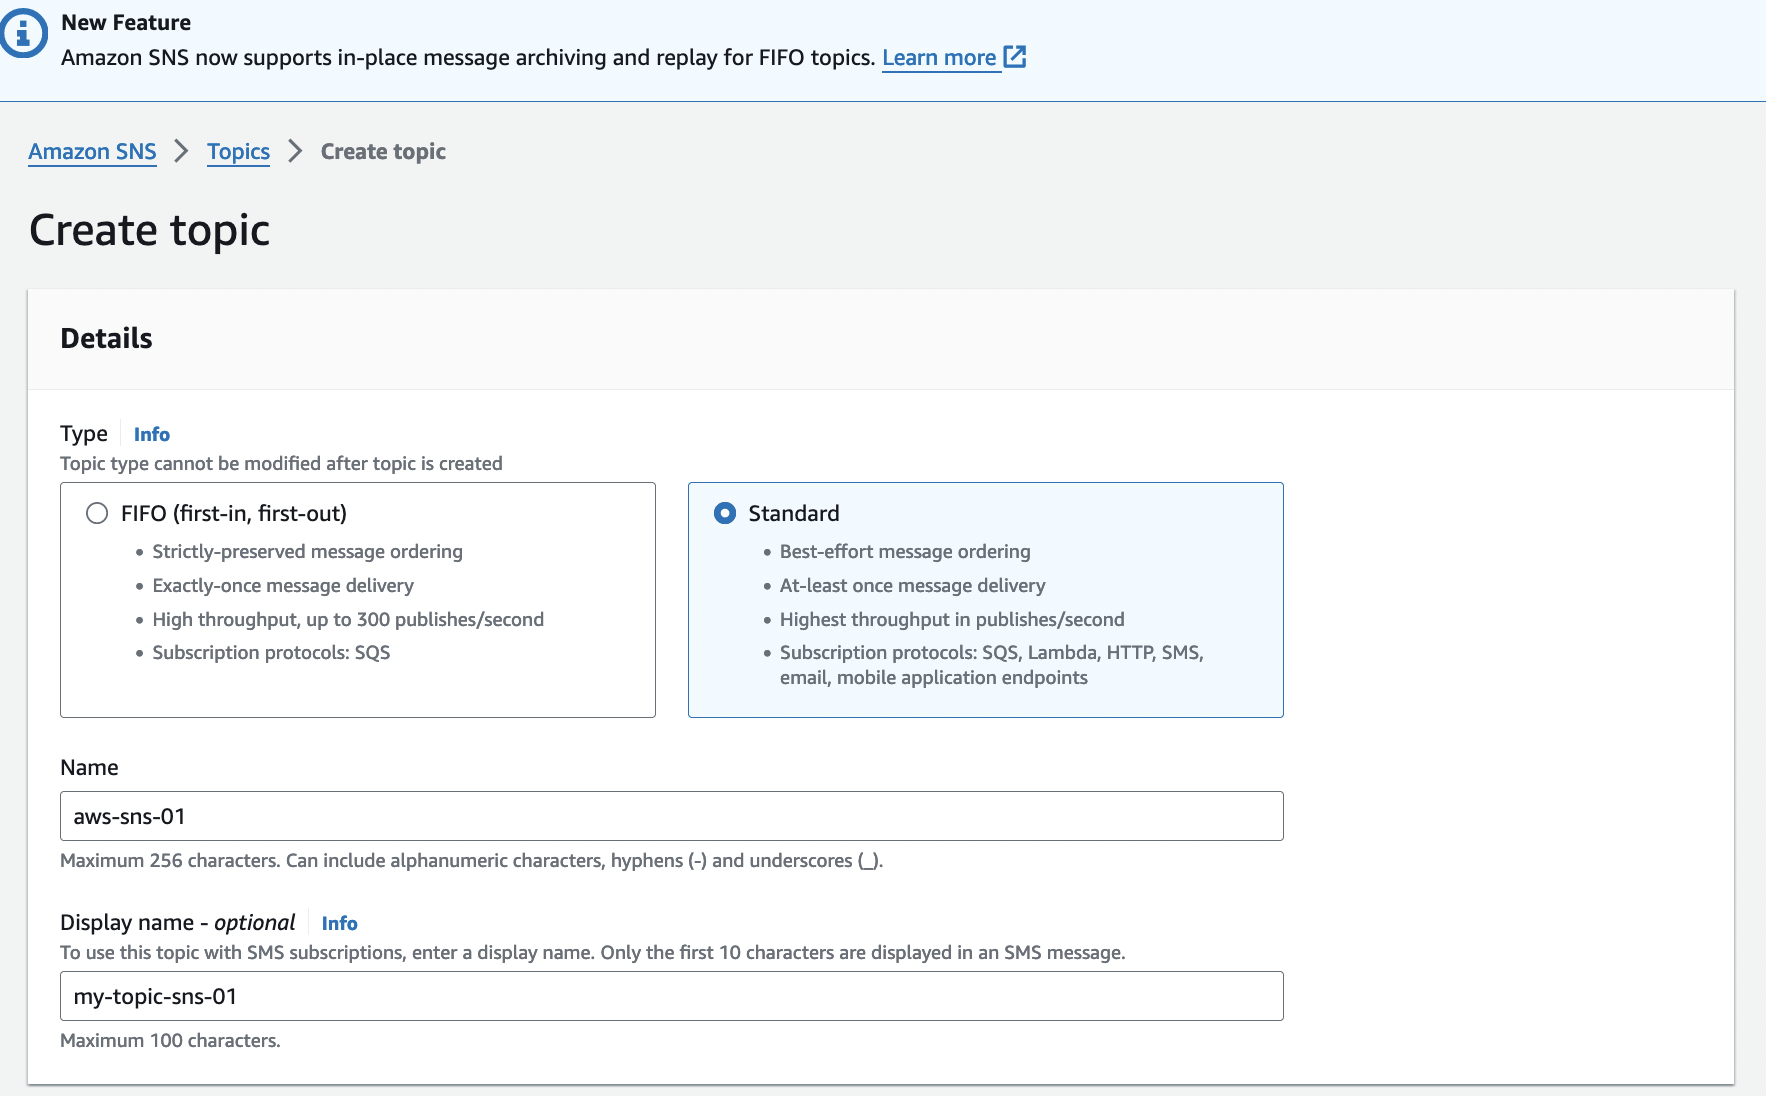 New Feature
Amazon SNS now supports in-place message archiving and replay for FIFO topics. Learn more
Amazon SNS > Topics > Create topic
Create topic
Details
Type Info
Topic type cannot be modified after topic is created
FIFO (first-in, first-out)
• Strictly-preserved message ordering
• Exactly-once message delivery
• High throughput, up to 300 publishes/second
• Subscription protocols: SQS
Standard
• Best-effort message ordering
• At-least once message delivery
• Highest throughput in publishes/second
• Subscription protocols: SQS, Lambda, HTTP, SMS,
email, mobile application endpoints
Name
aws-sns-01
Maximum 256 characters. Can include alphanumeric characters, hyphens (-) and underscores (_).
Display name - optional Info
To use this topic with SMS subscriptions, enter a display name. Only the first 10 characters are displayed in an SMS message.
my-topic-sns-01
Maximum 100 characters.